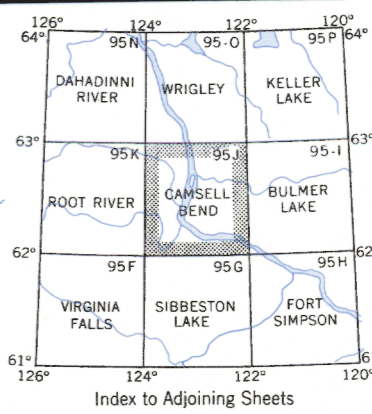 126° 124° 122° 120°
64° 95N 95-O 95P 64°
DAHADINNI
RIVER
WRIGLEY
KELLER
LAKE
63° 95K 95J 95-I 63°
ROOT RIVER
CAMSELL
BEND
BULMER
LAKE
62° 95F 95G 95H 62°
VIRGINIA
FALLS
SIBBESTON
LAKE
FORT
SIMPSON
61° 6
126° 124° 122° 120°
Index to Adjoining Sheets